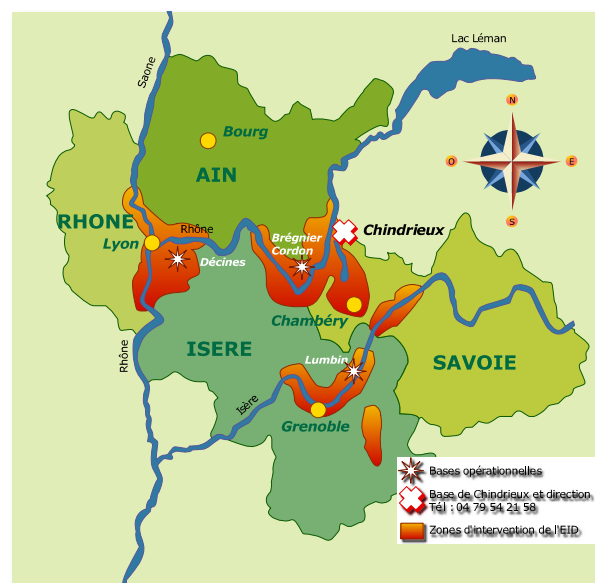 Lac Léman
Saone
N
Bourg
O
E
AIN
S
RHONE
Rhône
Chindrieux
Brégnier
Cordon
Lyon
Décines
Chambéry
ISERE
Lumbin
SAVOIE
Rhône
Isère
Grenoble
Bases opérationnelles
Base de Chindrieux et direction
Tél : 04 79 54 21 58
Zones d'intervention de l'EID